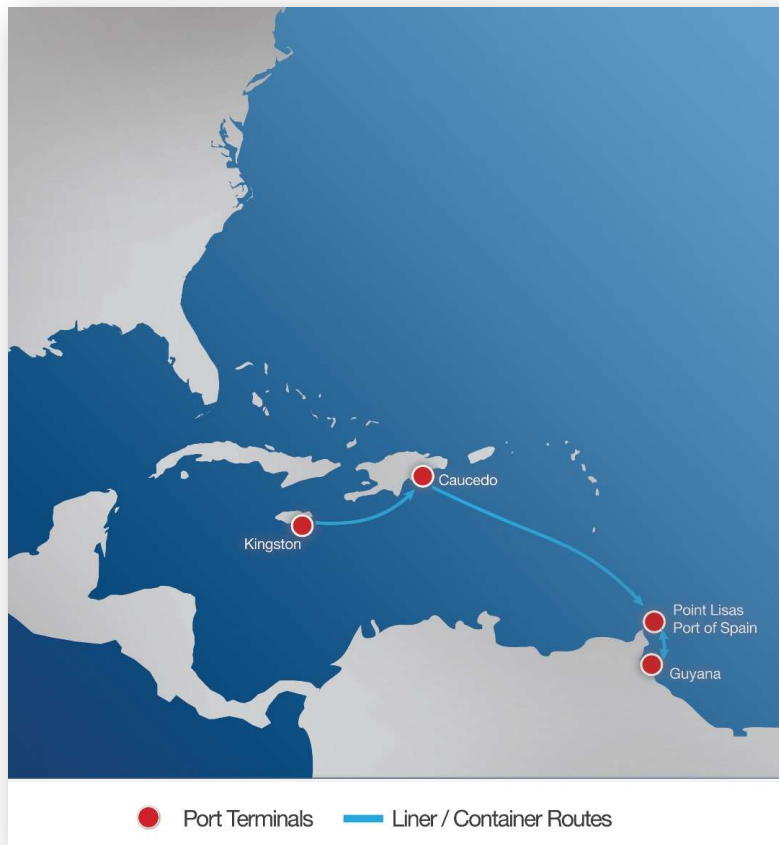 Caucedo
Kingston
Point Lisas
Port of Spain
Guyana
Port Terminals
Liner / Container Routes